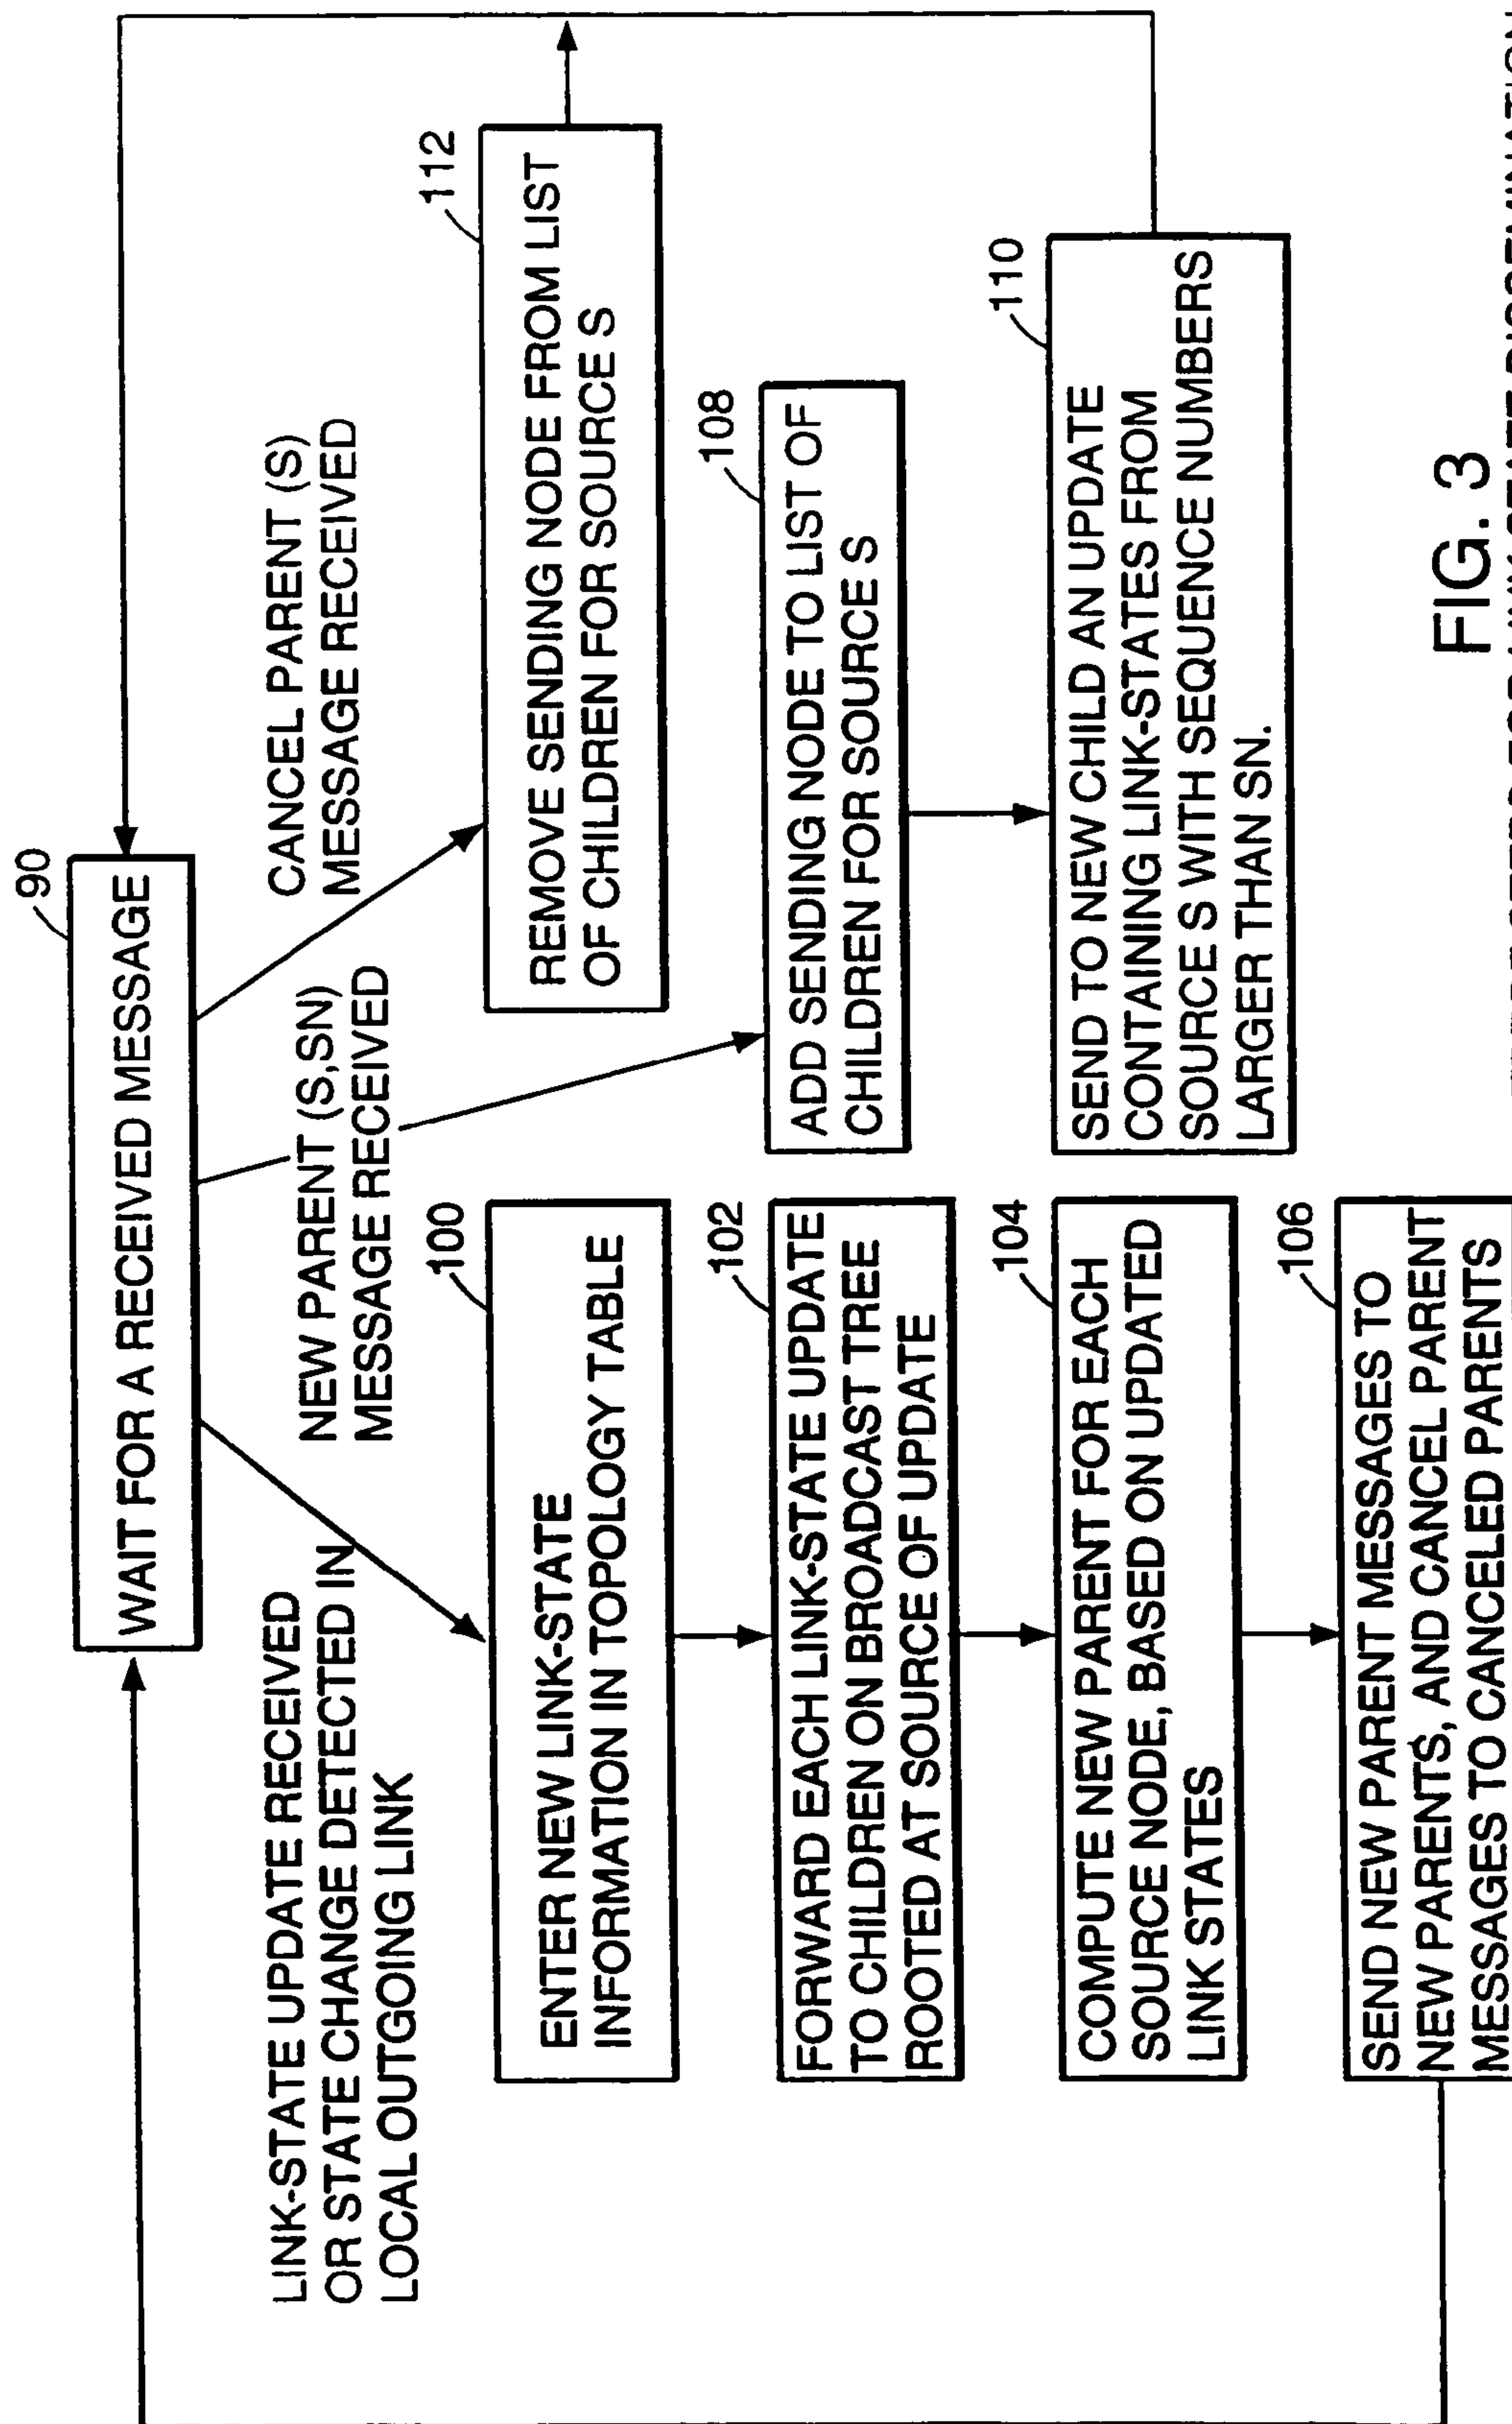 90
WAIT FOR A RECEIVED MESSAGE
LINK-STATE UPDATE RECEIVED
OR STATE CHANGE DETECTED IN
LOCAL OUTGOING LINK
NEW PARENT (S,SN)
MESSAGE RECEIVED
CANCEL PARENT (S)
MESSAGE RECEIVED
100
ENTER NEW LINK-STATE
INFORMATION IN TOPOLOGY TABLE
102
FORWARD EACH LINK-STATE UPDATE
TO CHILDREN ON BROADCAST TREE
ROOTED AT SOURCE OF UPDATE
104
COMPUTE NEW PARENT FOR EACH
SOURCE NODE, BASED ON UPDATED
LINK STATES
106
SEND NEW PARENT MESSAGES TO
NEW PARENTS, AND CANCEL PARENT
MESSAGES TO CANCELED PARENTS
112
REMOVE SENDING NODE FROM LIST
OF CHILDREN FOR SOURCE S
108
ADD SENDING NODE TO LIST OF
CHILDREN FOR SOURCE S
110
SEND TO NEW CHILD AN UPDATE
CONTAINING LINK-STATES FROM
SOURCE S WITH SEQUENCE NUMBERS
LARGER THAN SN.
FIG. 3